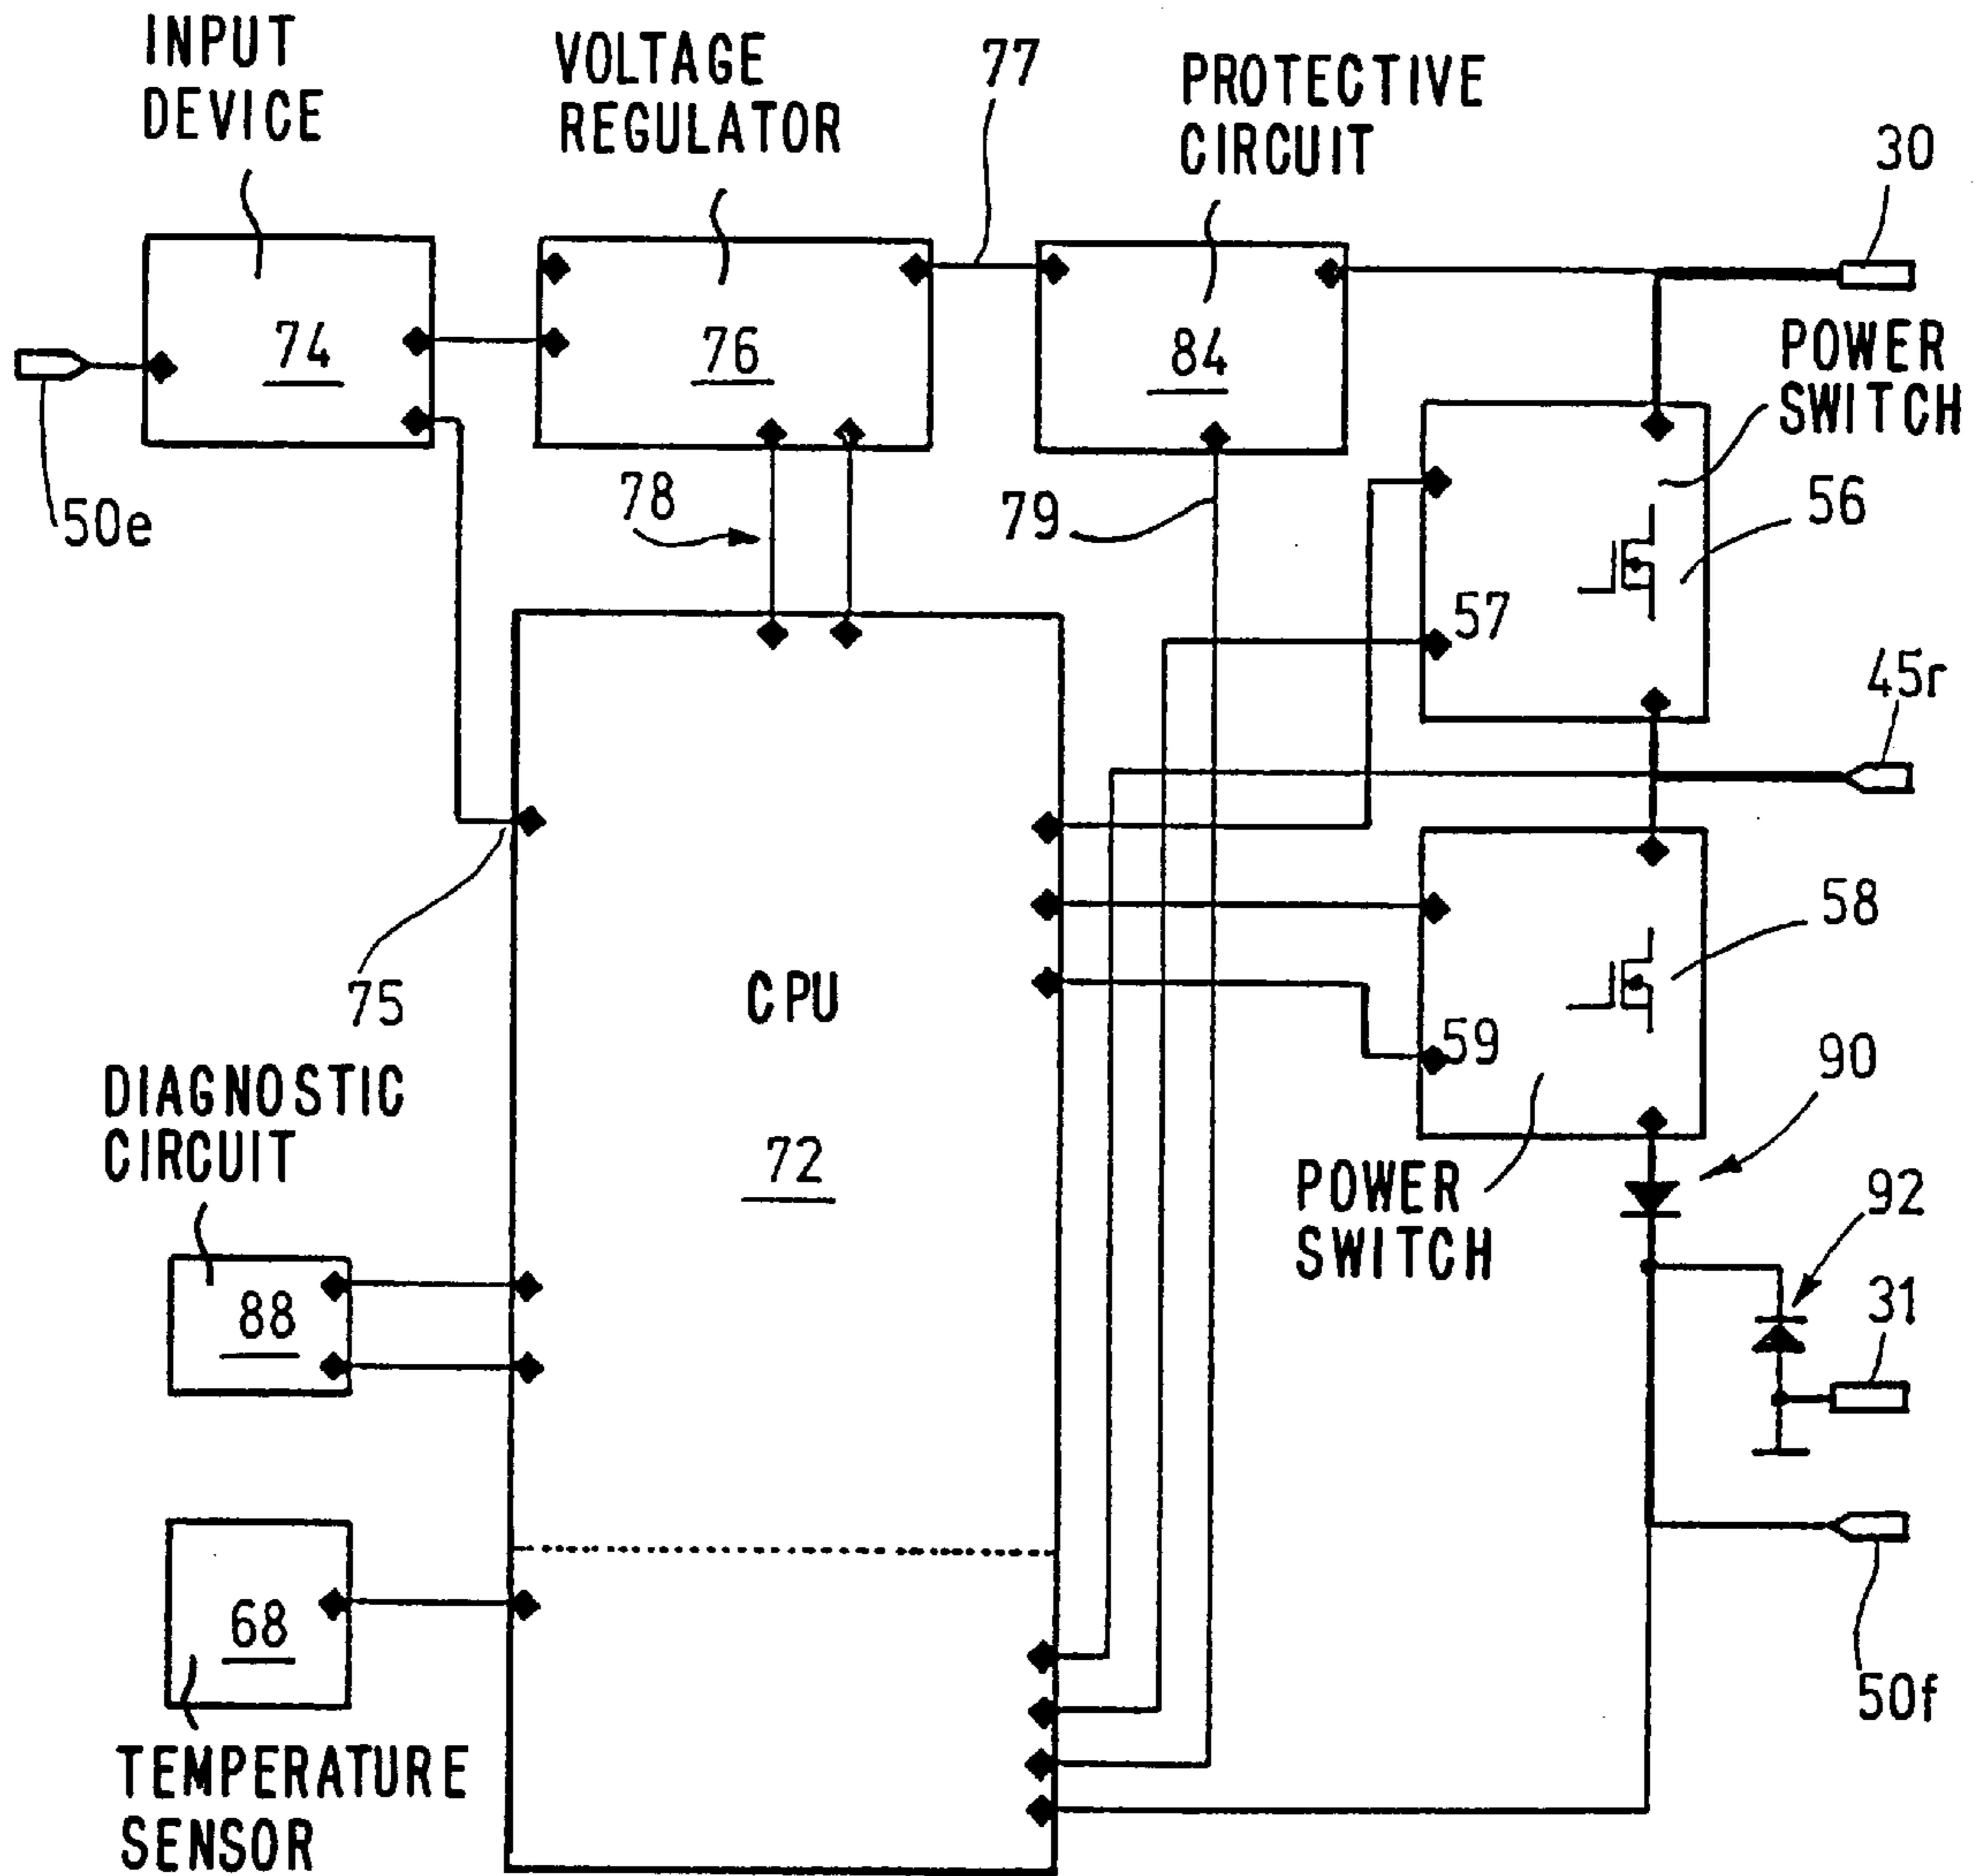 INPUT
DEVICE
VOLTAGE
REGULATOR
77
PROTECTIVE
CIRCUIT
30
74
76
84
POWER
SWITCH
50e
78
79
56
57
45r
75
CPU
58
59
90
DIAGNOSTIC
CIRCUIT
72
POWER
SWITCH
92
31
88
68
50f
TEMPERATURE
SENSOR